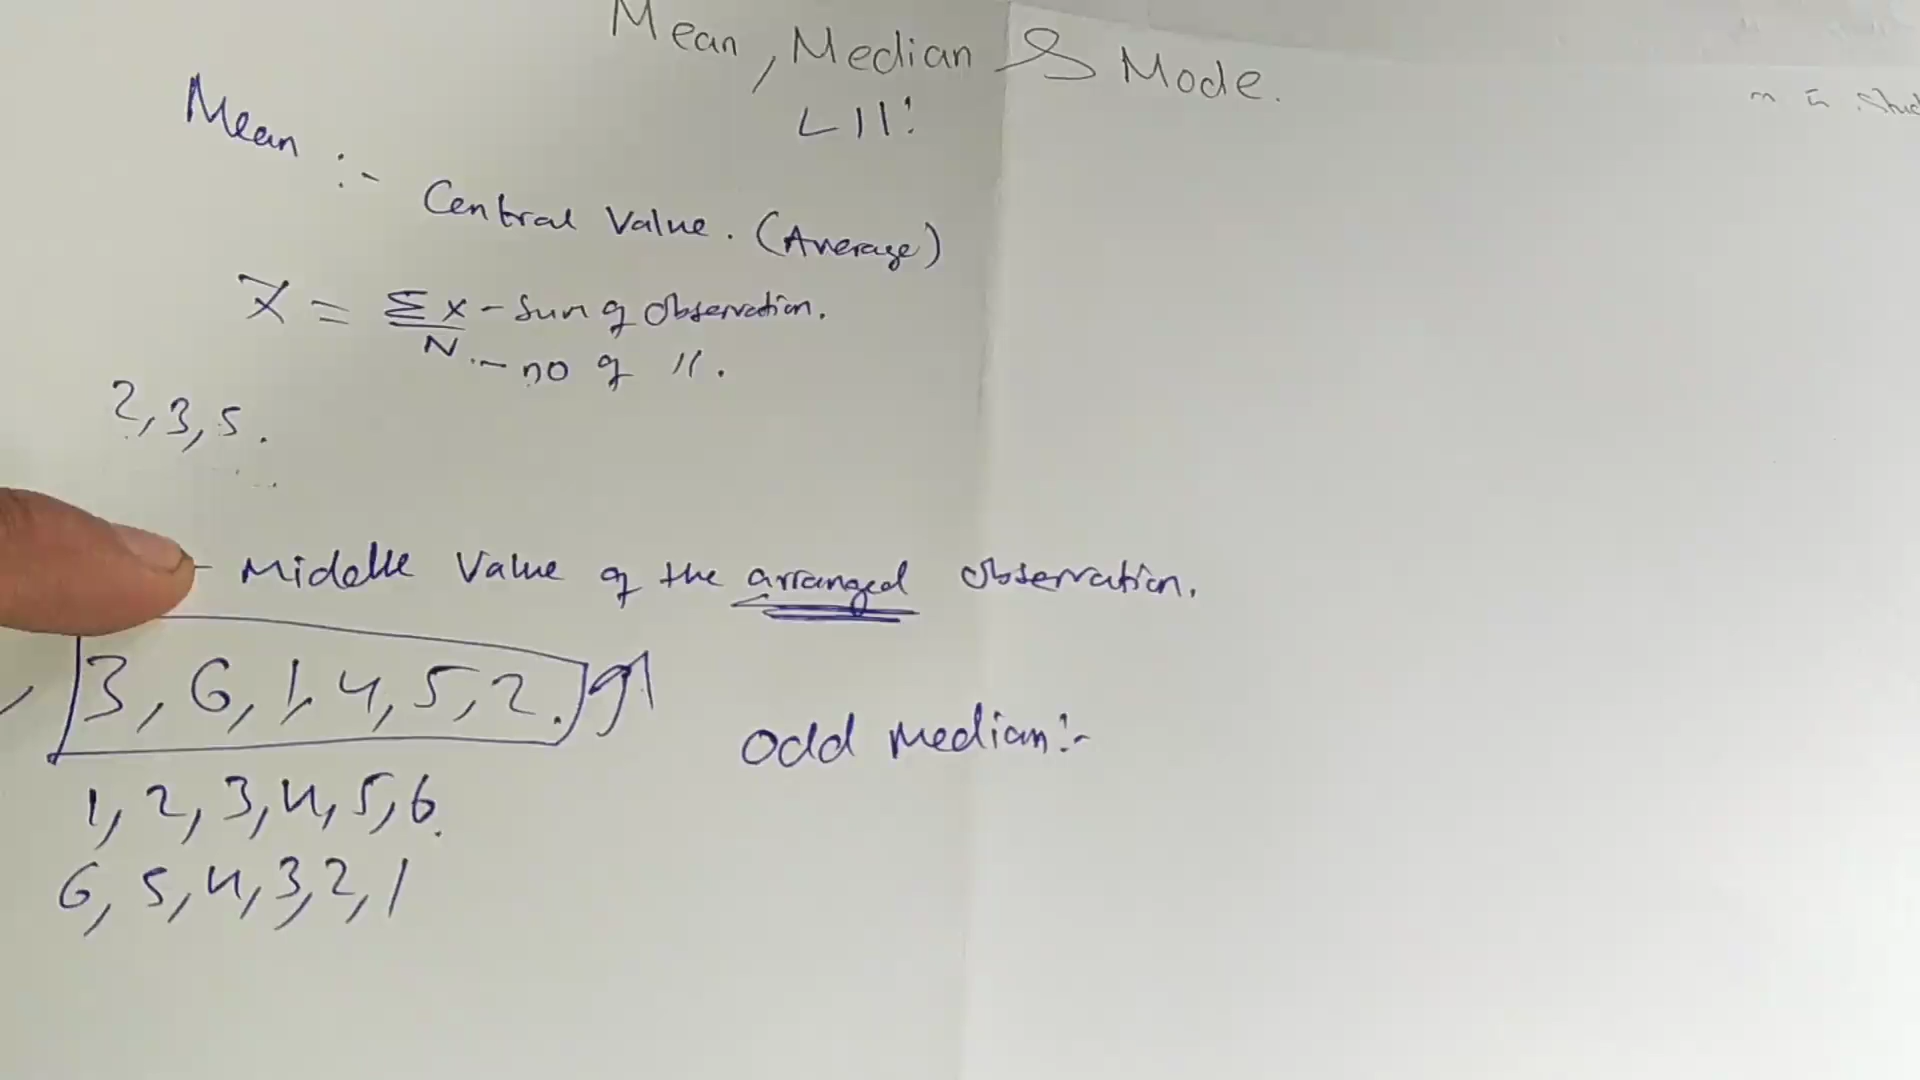 Mean, Median & Mode.
L11:
Mean :-
Central Value. (Average)
X̄ = Σx - Sum of Observation.
N. - no of 11.
2,3,5.
- Middle Value of the arranged Observation.
3, 6, 1, 4, 5, 2.
Odd Median:-
1, 2, 3, 4, 5, 6.
6, 5, 4, 3, 2, 1